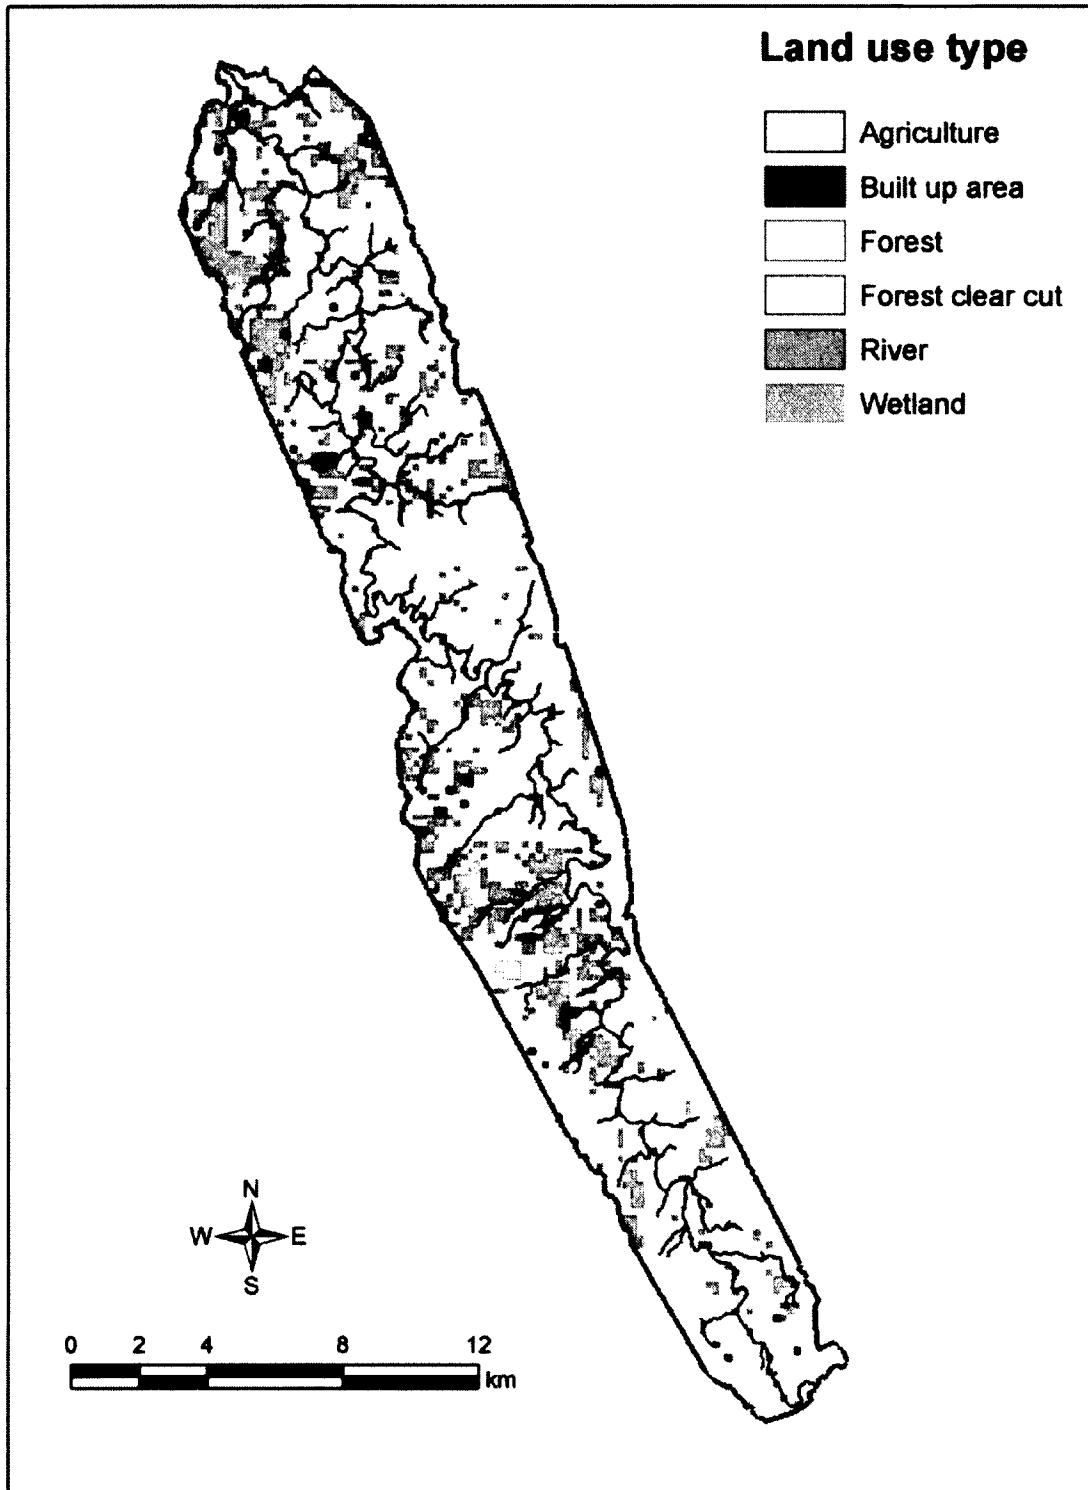 Land use type
Agriculture
Built up area
Forest
Forest clear cut
River
Wetland
N
W E
S
0 2 4 8 12
km